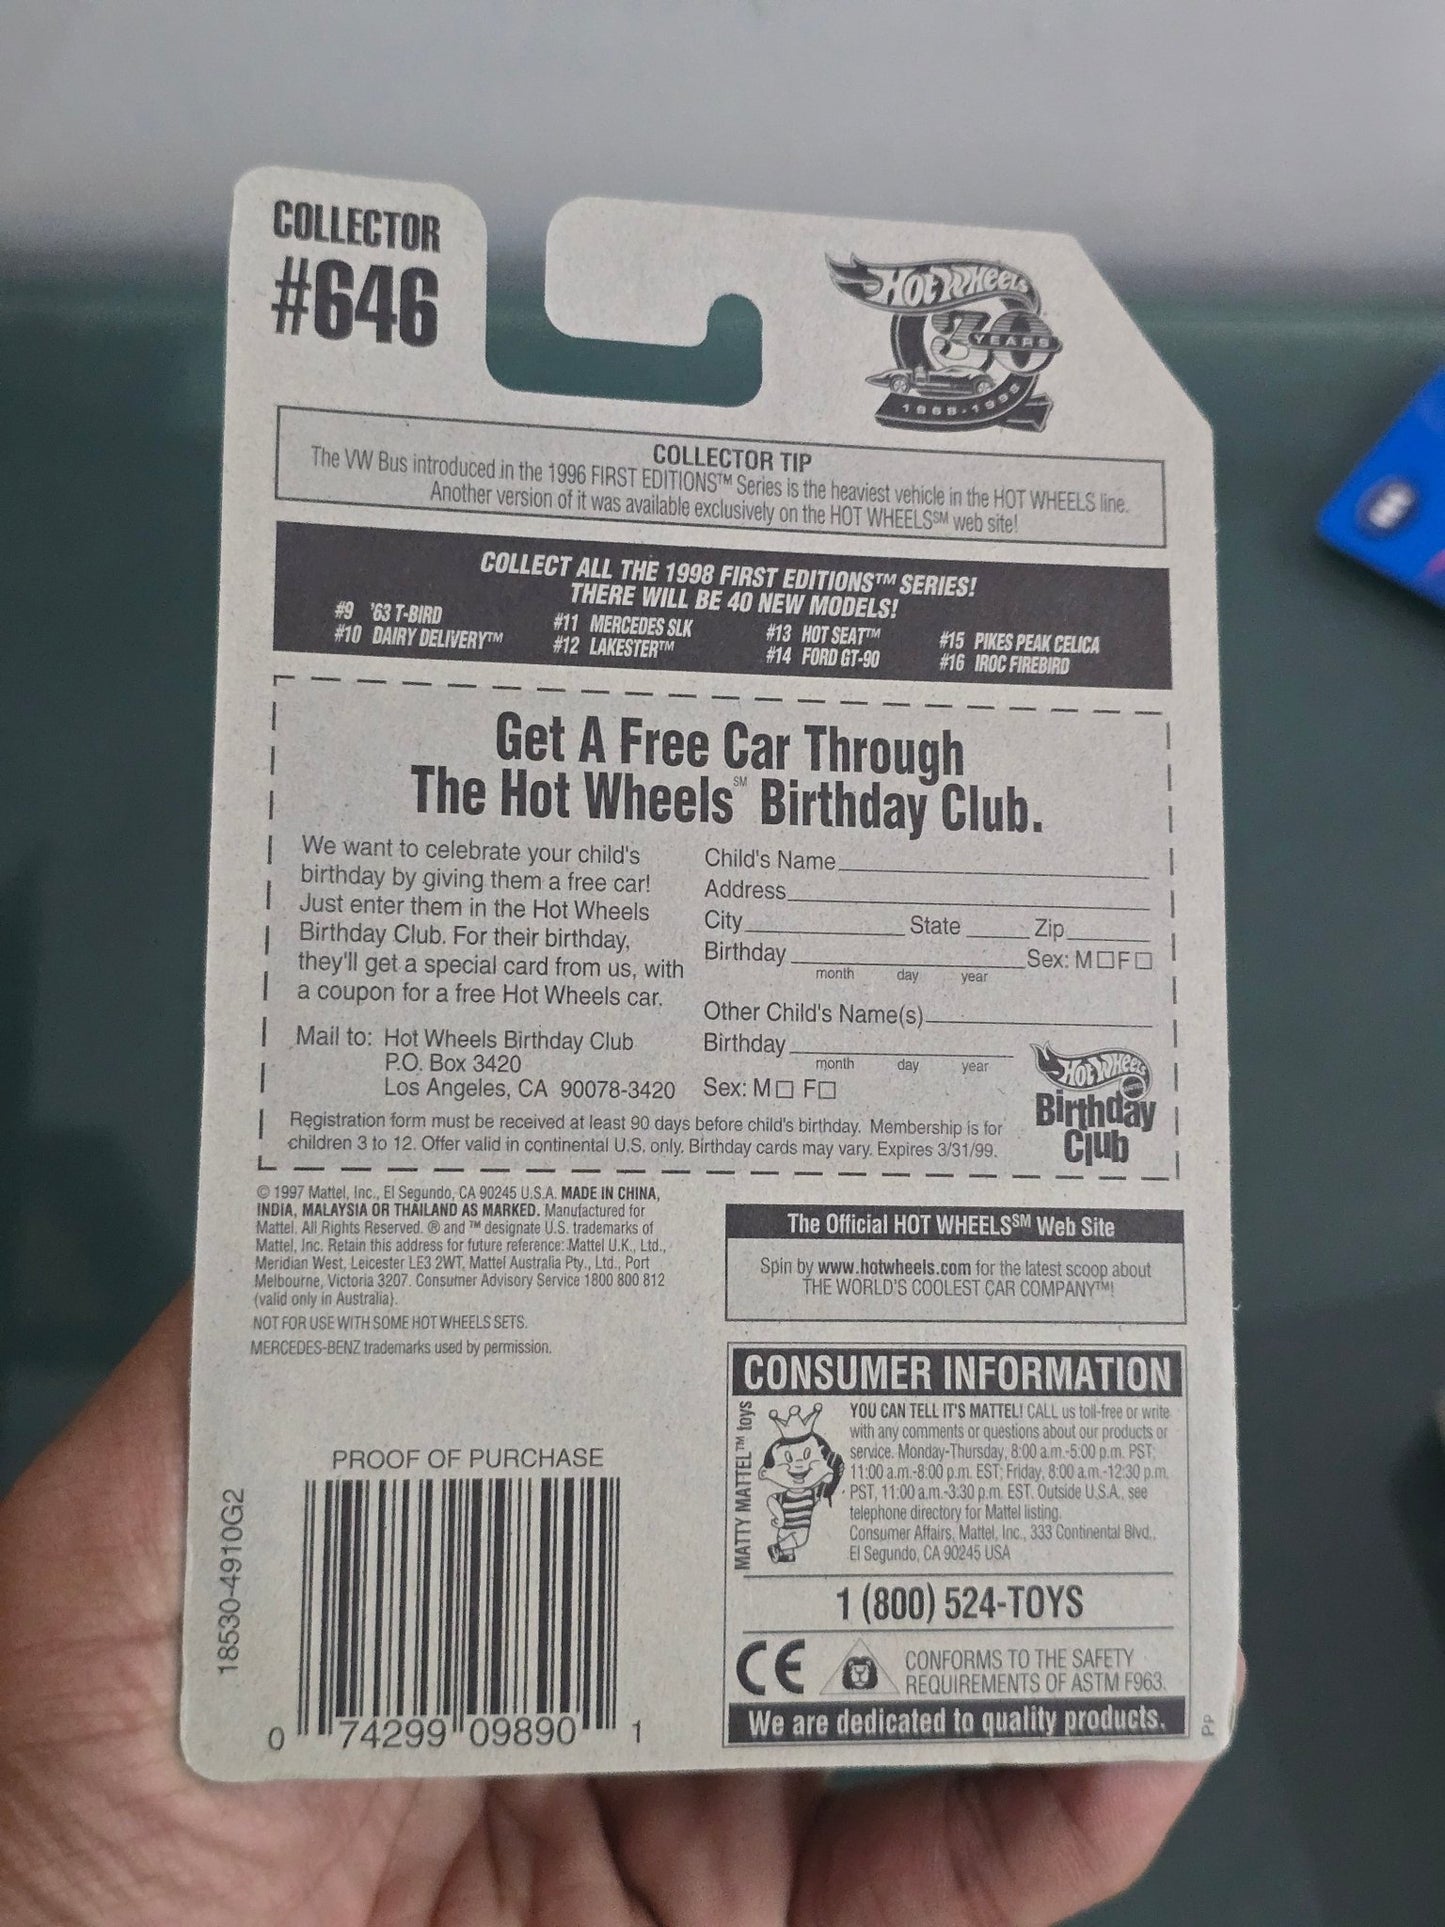 COLLECTOR
#646
HOT WHEELS
30
YEARS
1968-1998
COLLECTOR TIP
The VW Bus introduced in the 1996 FIRST EDITIONS™ Series is the heaviest vehicle in the HOT WHEELS line.
Another version of it was available exclusively on the HOT WHEELS℠ web site!
COLLECT ALL THE 1998 FIRST EDITIONS™ SERIES!
THERE WILL BE 40 NEW MODELS!
#9 '63 T-BIRD #11 MERCEDES SLK #13 HOT SEAT™ #15 PIKES PEAK CELICA
#10 DAIRY DELIVERY™ #12 LAKESTER™ #14 FORD GT-90 #16 IROC FIREBIRD
Get A Free Car Through
The Hot Wheels℠ Birthday Club.
We want to celebrate your child's
birthday by giving them a free car!
Just enter them in the Hot Wheels
Birthday Club. For their birthday,
they'll get a special card from us, with
a coupon for a free Hot Wheels car.
Mail to: Hot Wheels Birthday Club
P.O. Box 3420
Los Angeles, CA 90078-3420
Child's Name
Address
City State Zip
Birthday Sex: M□F□
month day year
Other Child's Name(s)
Birthday
month day year
Sex: M□ F□
HOT WHEELS
Birthday
Club
Registration form must be received at least 90 days before child's birthday. Membership is for
children 3 to 12. Offer valid in continental U.S. only. Birthday cards may vary. Expires 3/31/99.
© 1997 Mattel, Inc., El Segundo, CA 90245 U.S.A. MADE IN CHINA,
INDIA, MALAYSIA OR THAILAND AS MARKED. Manufactured for
Mattel. All Rights Reserved. ® and ™ designate U.S. trademarks of
Mattel, Inc. Retain this address for future reference: Mattel U.K., Ltd.,
Meridian West, Leicester LE3 2WT, Mattel Australia Pty., Ltd., Port
Melbourne, Victoria 3207. Consumer Advisory Service 1800 800 812
(valid only in Australia).
NOT FOR USE WITH SOME HOT WHEELS SETS.
MERCEDES-BENZ trademarks used by permission.
PROOF OF PURCHASE
18530-4910G2
0 74299 09890 1
The Official HOT WHEELS℠ Web Site
Spin by www.hotwheels.com for the latest scoop about
THE WORLD'S COOLEST CAR COMPANY™!
CONSUMER INFORMATION
MATTY MATTEL™ toys
YOU CAN TELL IT'S MATTEL! CALL us toll-free or write
with any comments or questions about our products or
service. Monday-Thursday, 8:00 a.m.-5:00 p.m. PST;
11:00 a.m.-8:00 p.m. EST; Friday, 8:00 a.m.-12:30 p.m.
PST, 11:00 a.m.-3:30 p.m. EST. Outside U.S.A., see
telephone directory for Mattel listing.
Consumer Affairs, Mattel, Inc., 333 Continental Blvd.,
El Segundo, CA 90245 USA
1 (800) 524-TOYS
CE
CONFORMS TO THE SAFETY
REQUIREMENTS OF ASTM F963.
We are dedicated to quality products.
PP